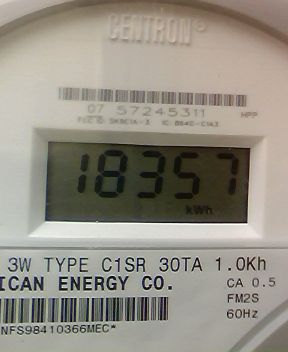 CENTRON®
07 57245311 HPP
18357
kWh
3W TYPE C1SR 30TA 1.0Kh
ICAN ENERGY CO. CA 0.5
FM2S
60Hz
NFS98410366MEC*